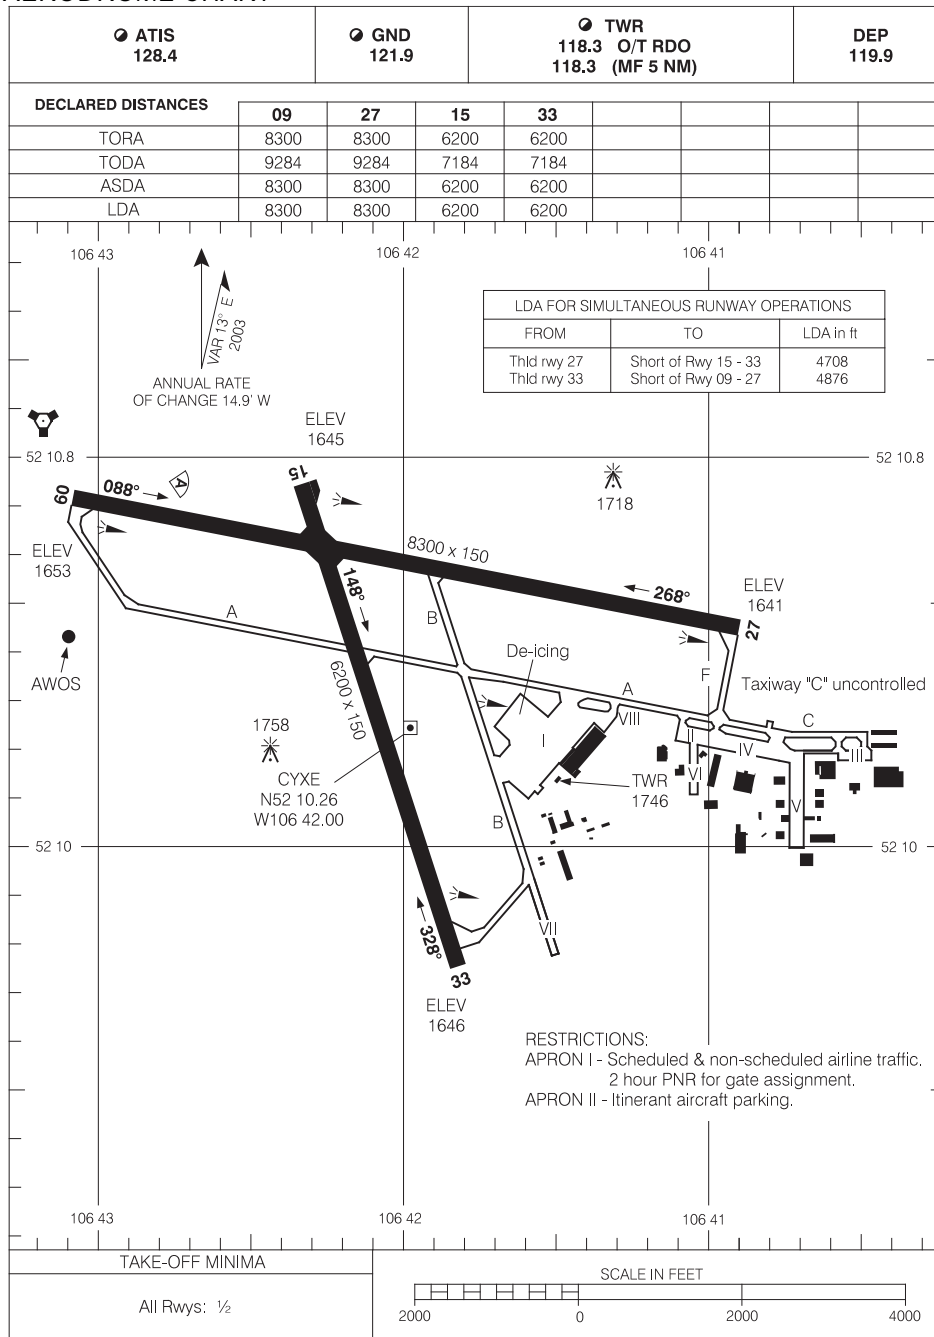 ATIS
128.4
GND
121.9
TWR
118.3 O/T RDO
118.3 (MF 5 NM)
DEP
119.9
DECLARED DISTANCES
09 27 15 33
TORA 8300 8300 6200 6200
TODA 9284 9284 7184 7184
ASDA 8300 8300 6200 6200
LDA 8300 8300 6200 6200
106 43 106 42 106 41
VAR 13° E
2003
ANNUAL RATE
OF CHANGE 14.9' W
LDA FOR SIMULTANEOUS RUNWAY OPERATIONS
FROM TO LDA in ft
Thld rwy 27 Short of Rwy 15 - 33 4708
Thld rwy 33 Short of Rwy 09 - 27 4876
ELEV
1645
52 10.8 52 10.8
15
09
088°
A
1718
ELEV
1653
8300 x 150
148°
268°
ELEV
1641
27
A
B
De-icing
F
AWOS
6200 x 150
A
Taxiway "C" uncontrolled
1758
VIII
C
I
II
IV
III
CYXE
N52 10.26
W106 42.00
TWR
1746
VI
V
B
52 10 52 10
VII
328°
33
ELEV
1646
RESTRICTIONS:
APRON I - Scheduled & non-scheduled airline traffic.
2 hour PNR for gate assignment.
APRON II - Itinerant aircraft parking.
106 43 106 42 106 41
TAKE-OFF MINIMA
All Rwys: ½
SCALE IN FEET
2000 0 2000 4000